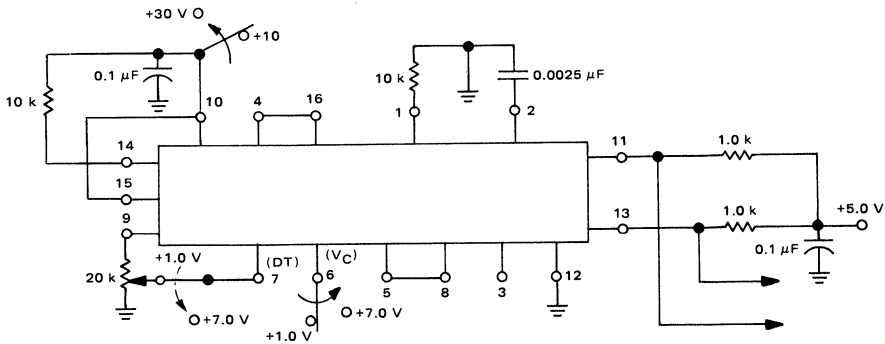 +30 V
+10
0.1 μF
10 k
10
4
16
10 k
0.0025 μF
1
2
14
15
9
11
1.0 k
13
1.0 k
+5.0 V
0.1 μF
20 k
+1.0 V
+7.0 V
(DT)
7
(VC)
6
+7.0 V
+1.0 V
5
8
3
12